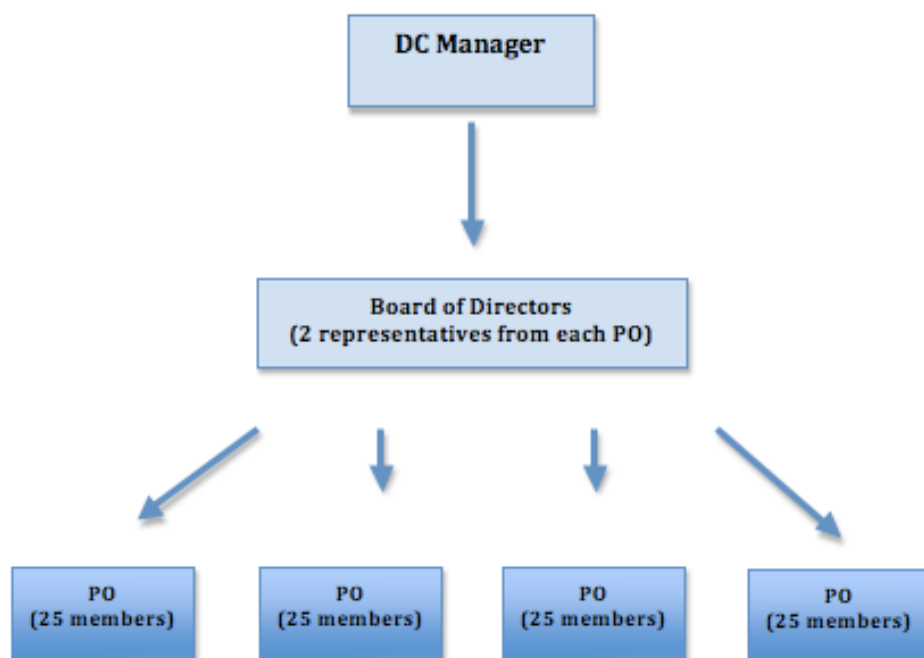 DC Manager
Board of Directors
(2 representatives from each PO)
PO
(25 members)
PO
(25 members)
PO
(25 members)
PO
(25 members)